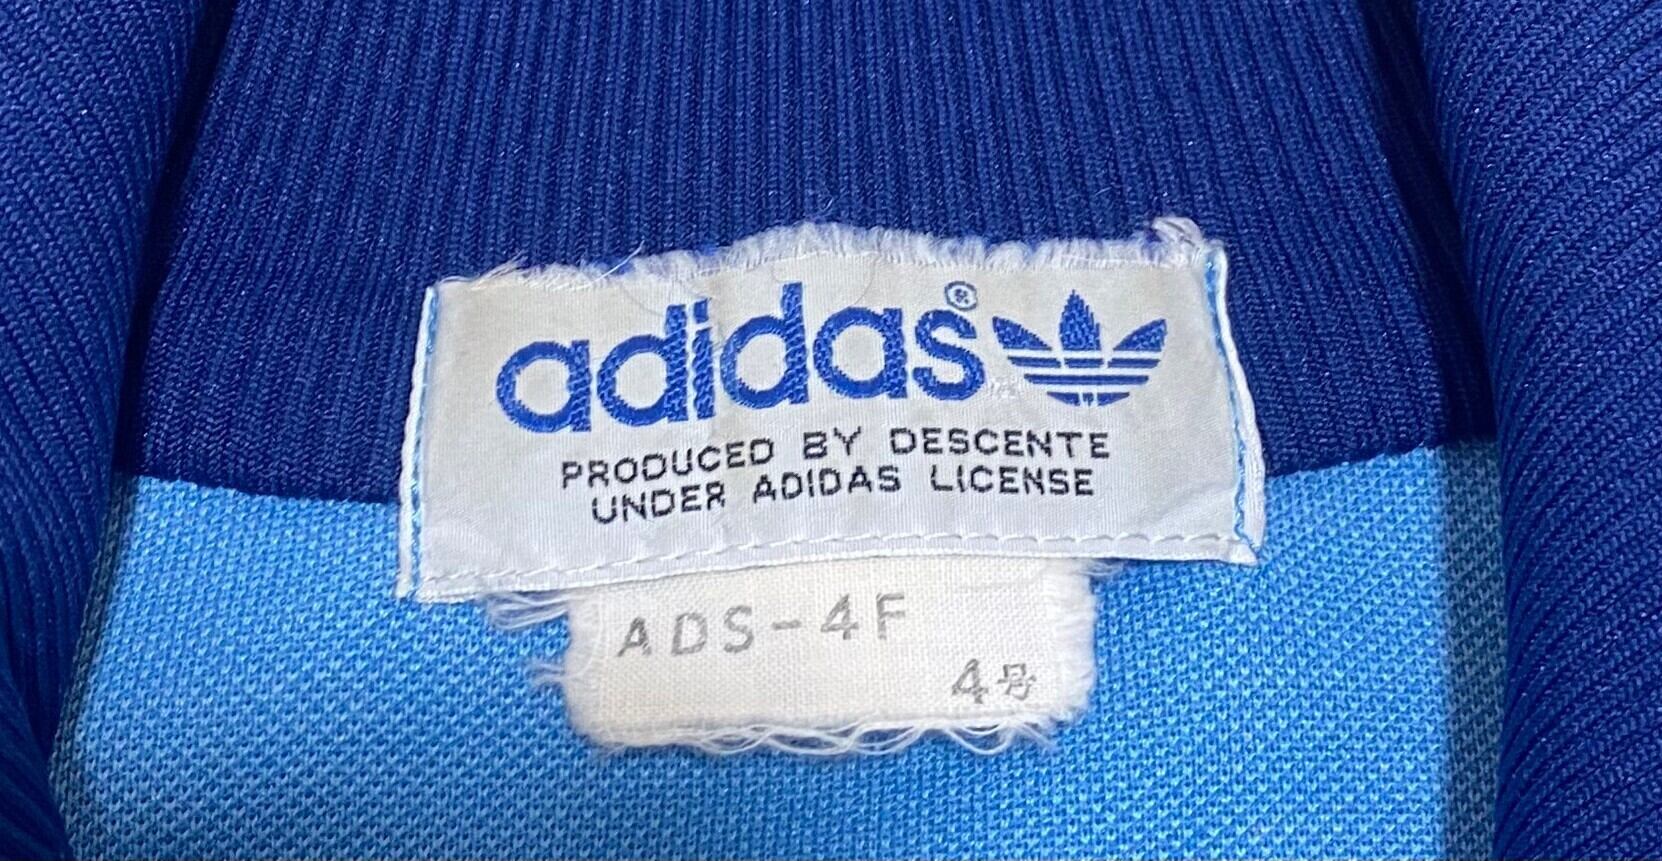 adidas®
PRODUCED BY DESCENTE
UNDER ADIDAS LICENSE
ADS-4F
4号